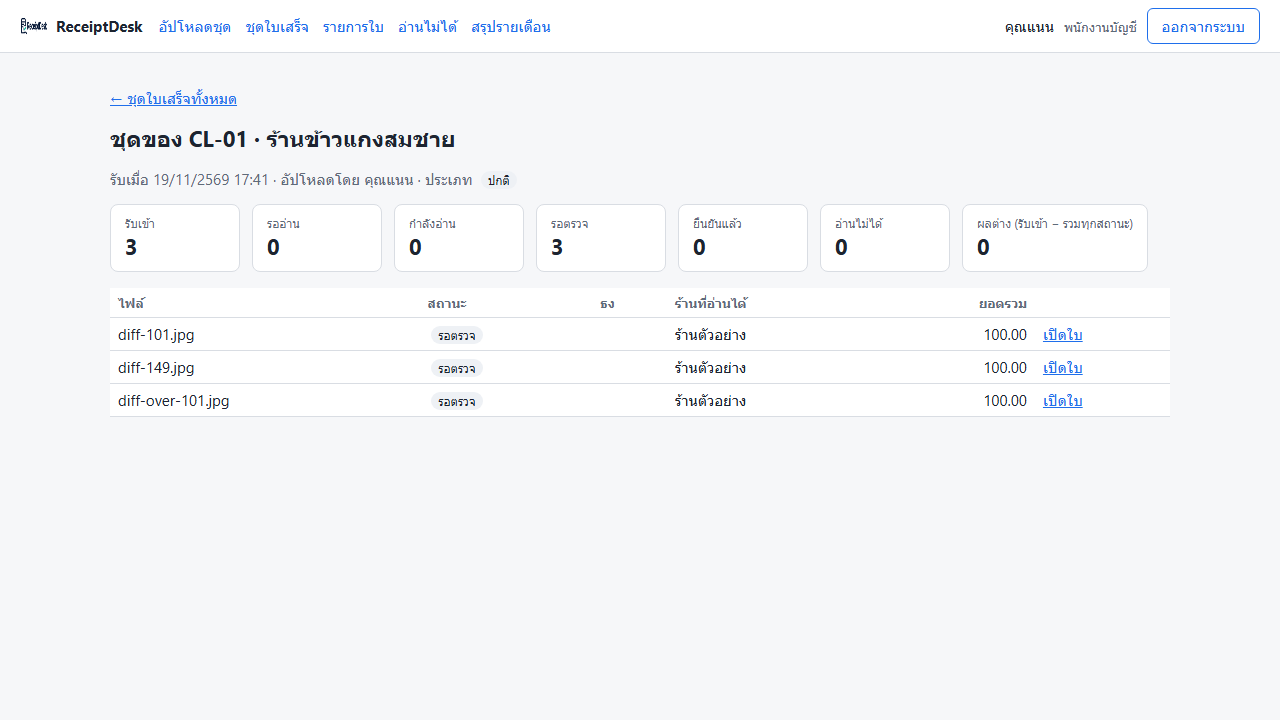 ReceiptDesk อัปโหลดชุด ชุดใบเสร็จ รายการใบ อ่านไม่ได้ สรุปรายเดือน คุณแนน พนักงานบัญชี ออกจากระบบ
← ชุดใบเสร็จทั้งหมด
ชุดของ CL-01 · ร้านข้าวแกงสมชาย
รับเมื่อ 19/11/2569 17:41 · อัปโหลดโดย คุณแนน · ประเภท ปกติ
รับเข้า รออ่าน กำลังอ่าน รอตรวจ ยืนยันแล้ว อ่านไม่ได้ ผลต่าง (รับเข้า − รวมทุกสถานะ)
3 0 0 3 0 0 0
ไฟล์ สถานะ ธง ร้านที่อ่านได้ ยอดรวม
diff-101.jpg รอตรวจ ร้านตัวอย่าง 100.00 เปิดใบ
diff-149.jpg รอตรวจ ร้านตัวอย่าง 100.00 เปิดใบ
diff-over-101.jpg รอตรวจ ร้านตัวอย่าง 100.00 เปิดใบ